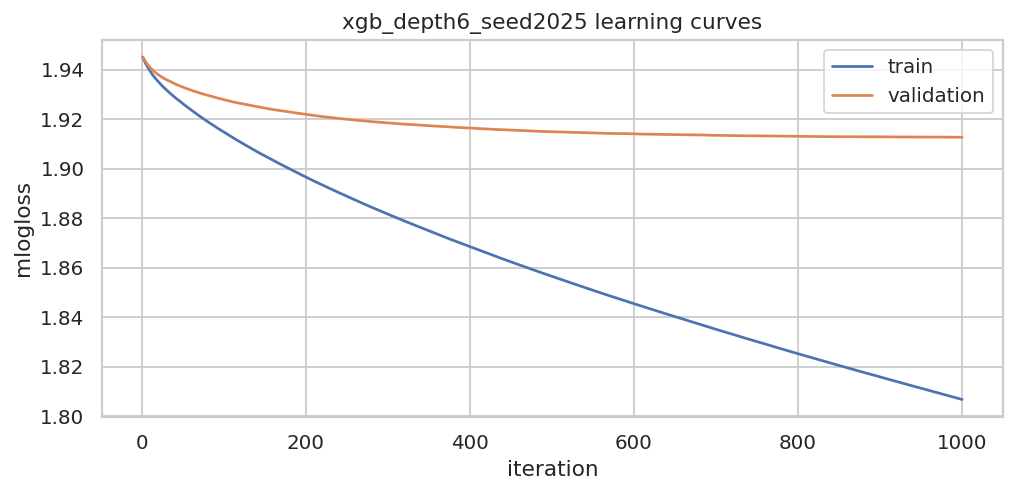 xgb_depth6_seed2025 learning curves
train
validation
mlogloss
1.94
1.92
1.90
1.88
1.86
1.84
1.82
1.80
0 200 400 600 800 1000
iteration